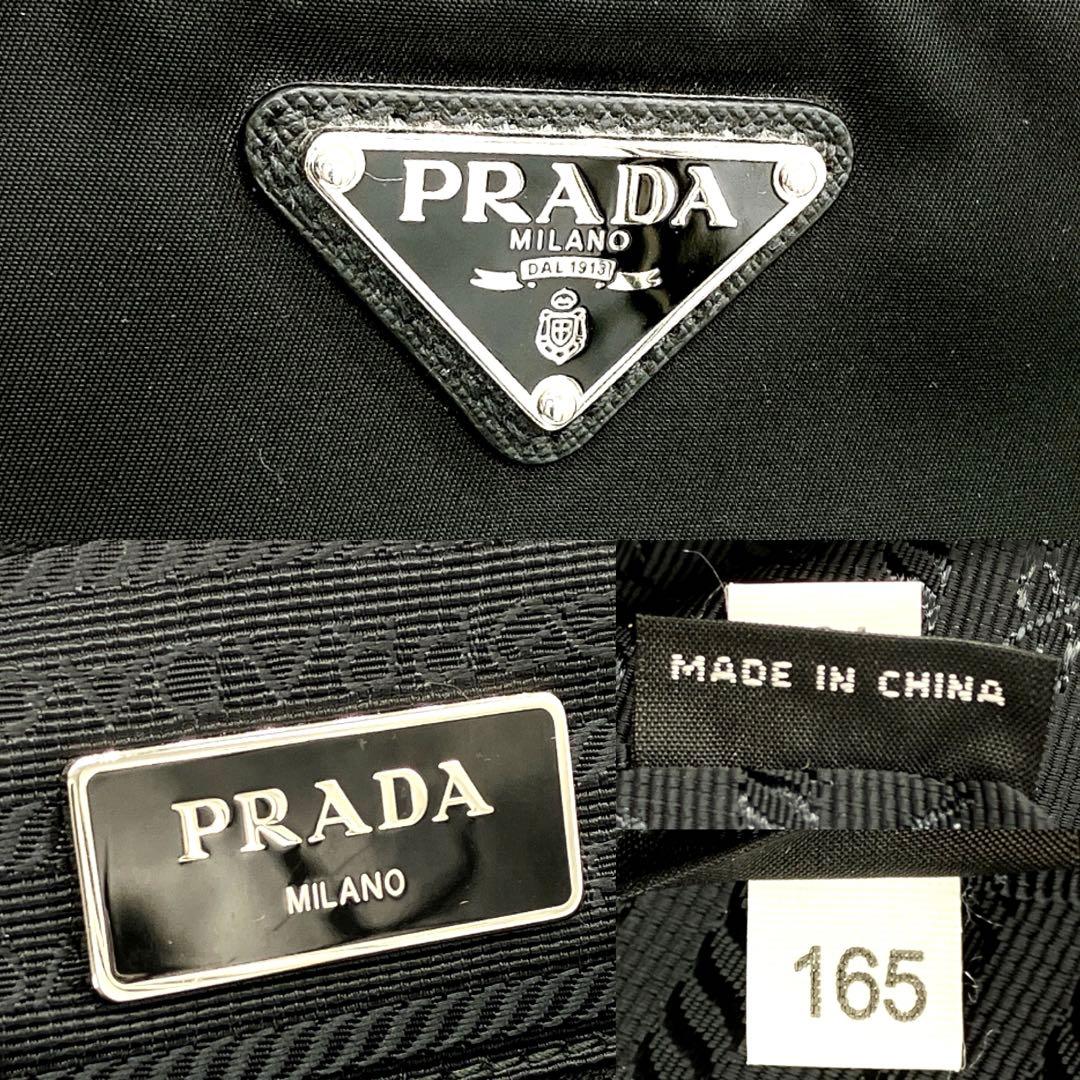 PRADA
MILANO
DAL 1913
PRADA
MILANO
MADE IN CHINA
165